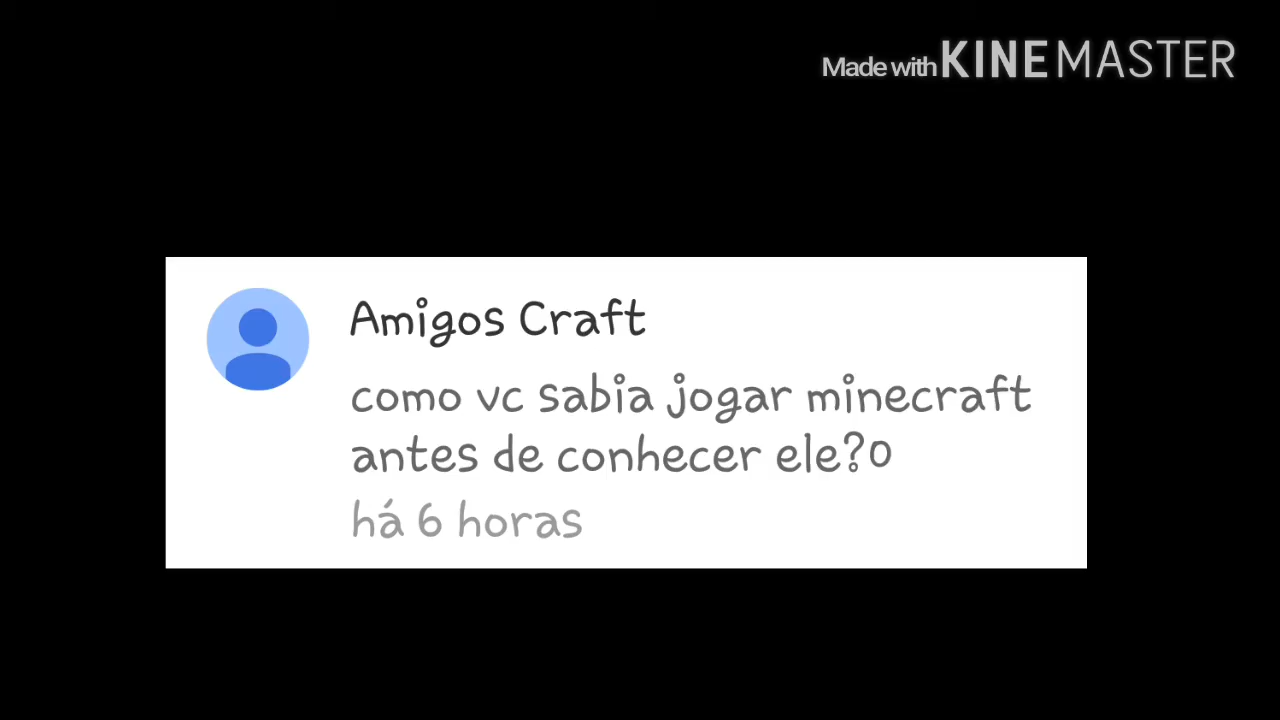 Made with KINEMASTER
Amigos Craft
como vc sabia jogar minecraft
antes de conhecer ele?0
há 6 horas